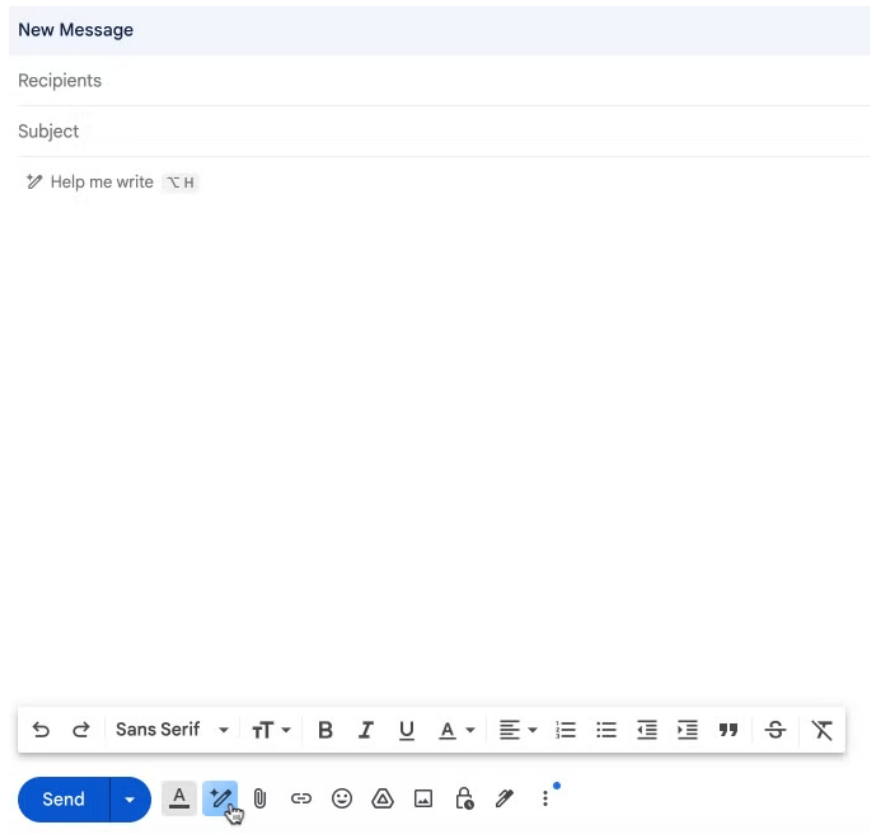 New Message
Recipients
Subject
Help me write ⌥ H
Sans Serif
Send